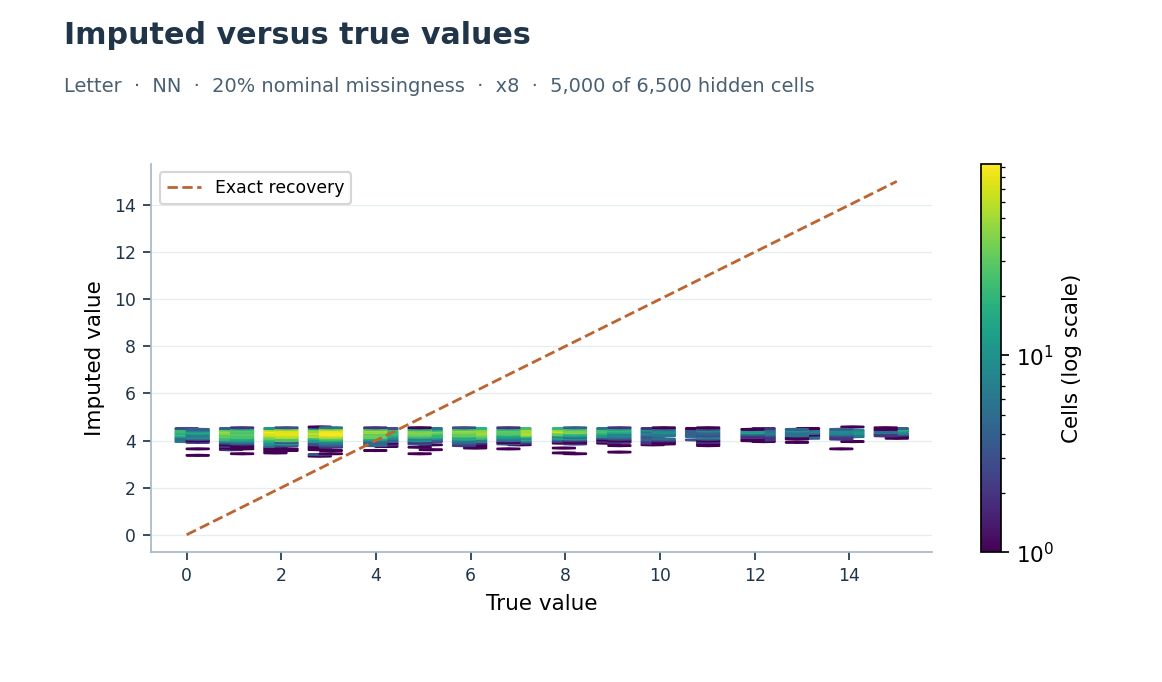 Imputed versus true values
Letter · NN · 20% nominal missingness · x8 · 5,000 of 6,500 hidden cells
Exact recovery
14
12
10
8
6
4
2
0
Imputed value
0 2 4 6 8 10 12 14
True value
10¹
10⁰
Cells (log scale)